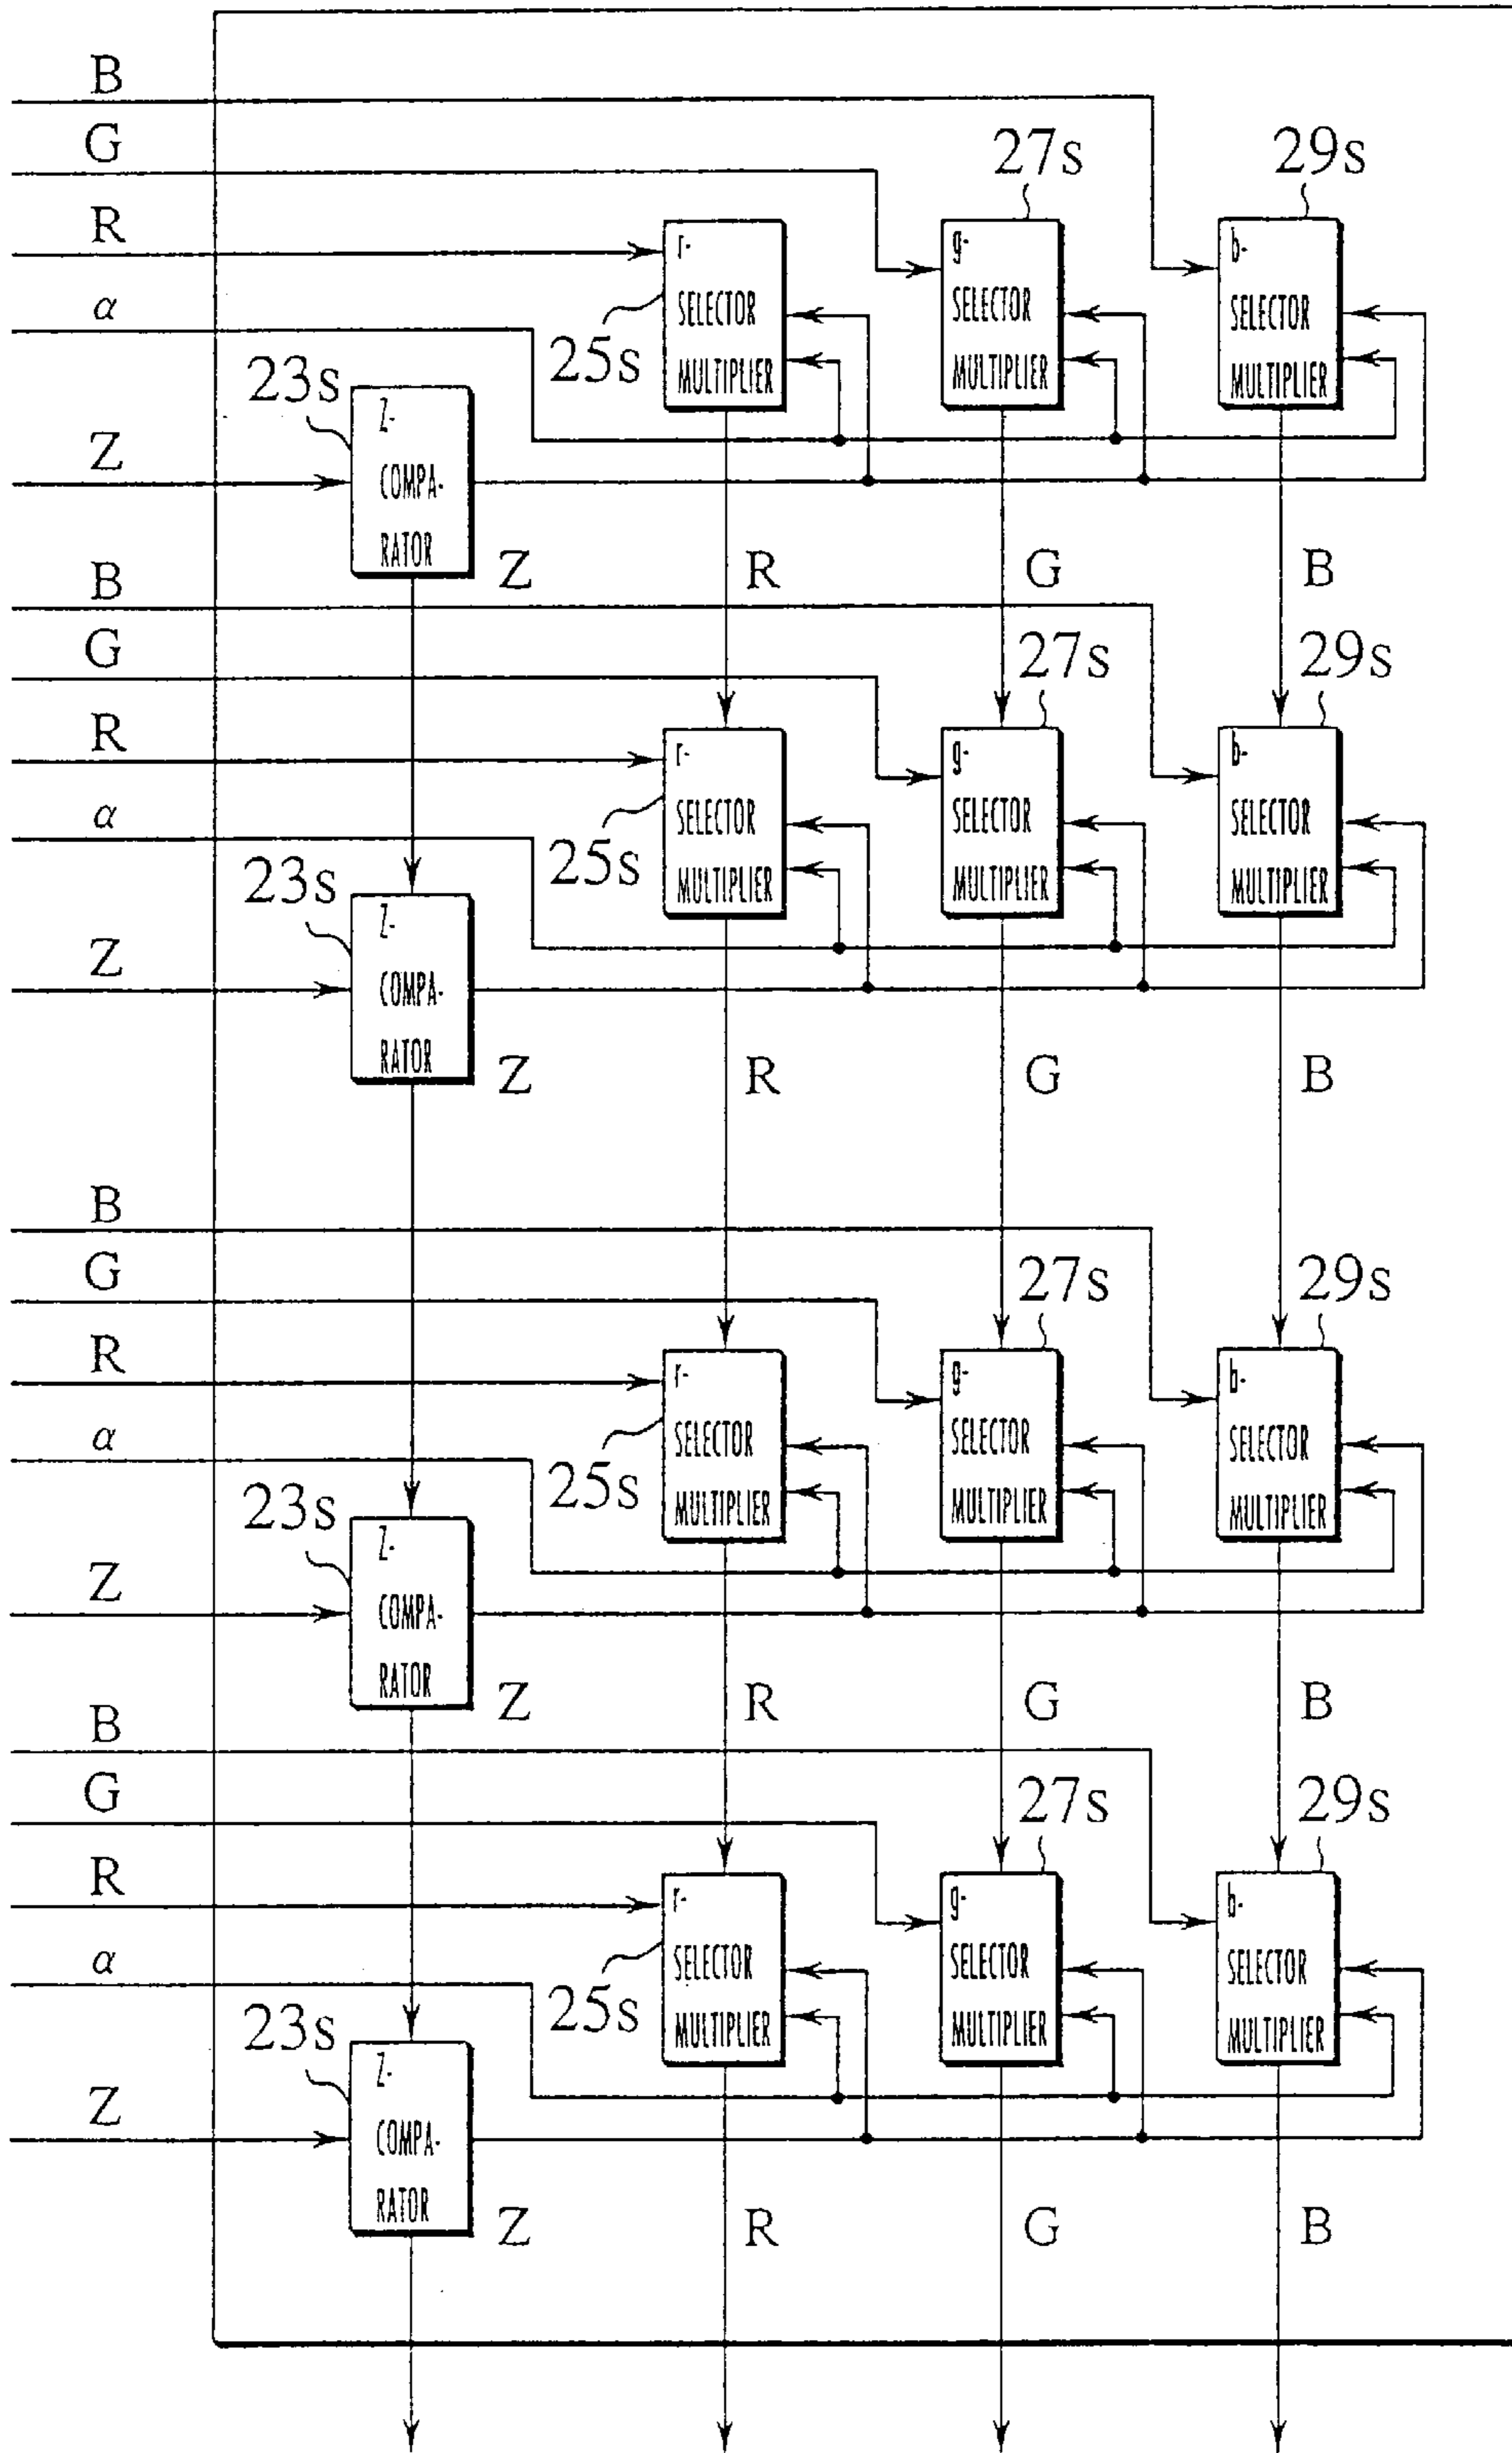 B
G
27s
29s
R
r-
SELECTOR
MULTIPLIER
g-
SELECTOR
MULTIPLIER
b-
SELECTOR
MULTIPLIER
α
25s
23s
Z-
COMPA-
RATOR
Z
Z
R
G
B
B
G
27s
29s
R
r-
SELECTOR
MULTIPLIER
g-
SELECTOR
MULTIPLIER
b-
SELECTOR
MULTIPLIER
α
25s
23s
Z-
COMPA-
RATOR
Z
Z
R
G
B
B
G
27s
29s
R
r-
SELECTOR
MULTIPLIER
g-
SELECTOR
MULTIPLIER
b-
SELECTOR
MULTIPLIER
α
25s
23s
Z-
COMPA-
RATOR
Z
Z
R
G
B
B
G
27s
29s
R
r-
SELECTOR
MULTIPLIER
g-
SELECTOR
MULTIPLIER
b-
SELECTOR
MULTIPLIER
α
25s
23s
Z-
COMPA-
RATOR
Z
Z
R
G
B